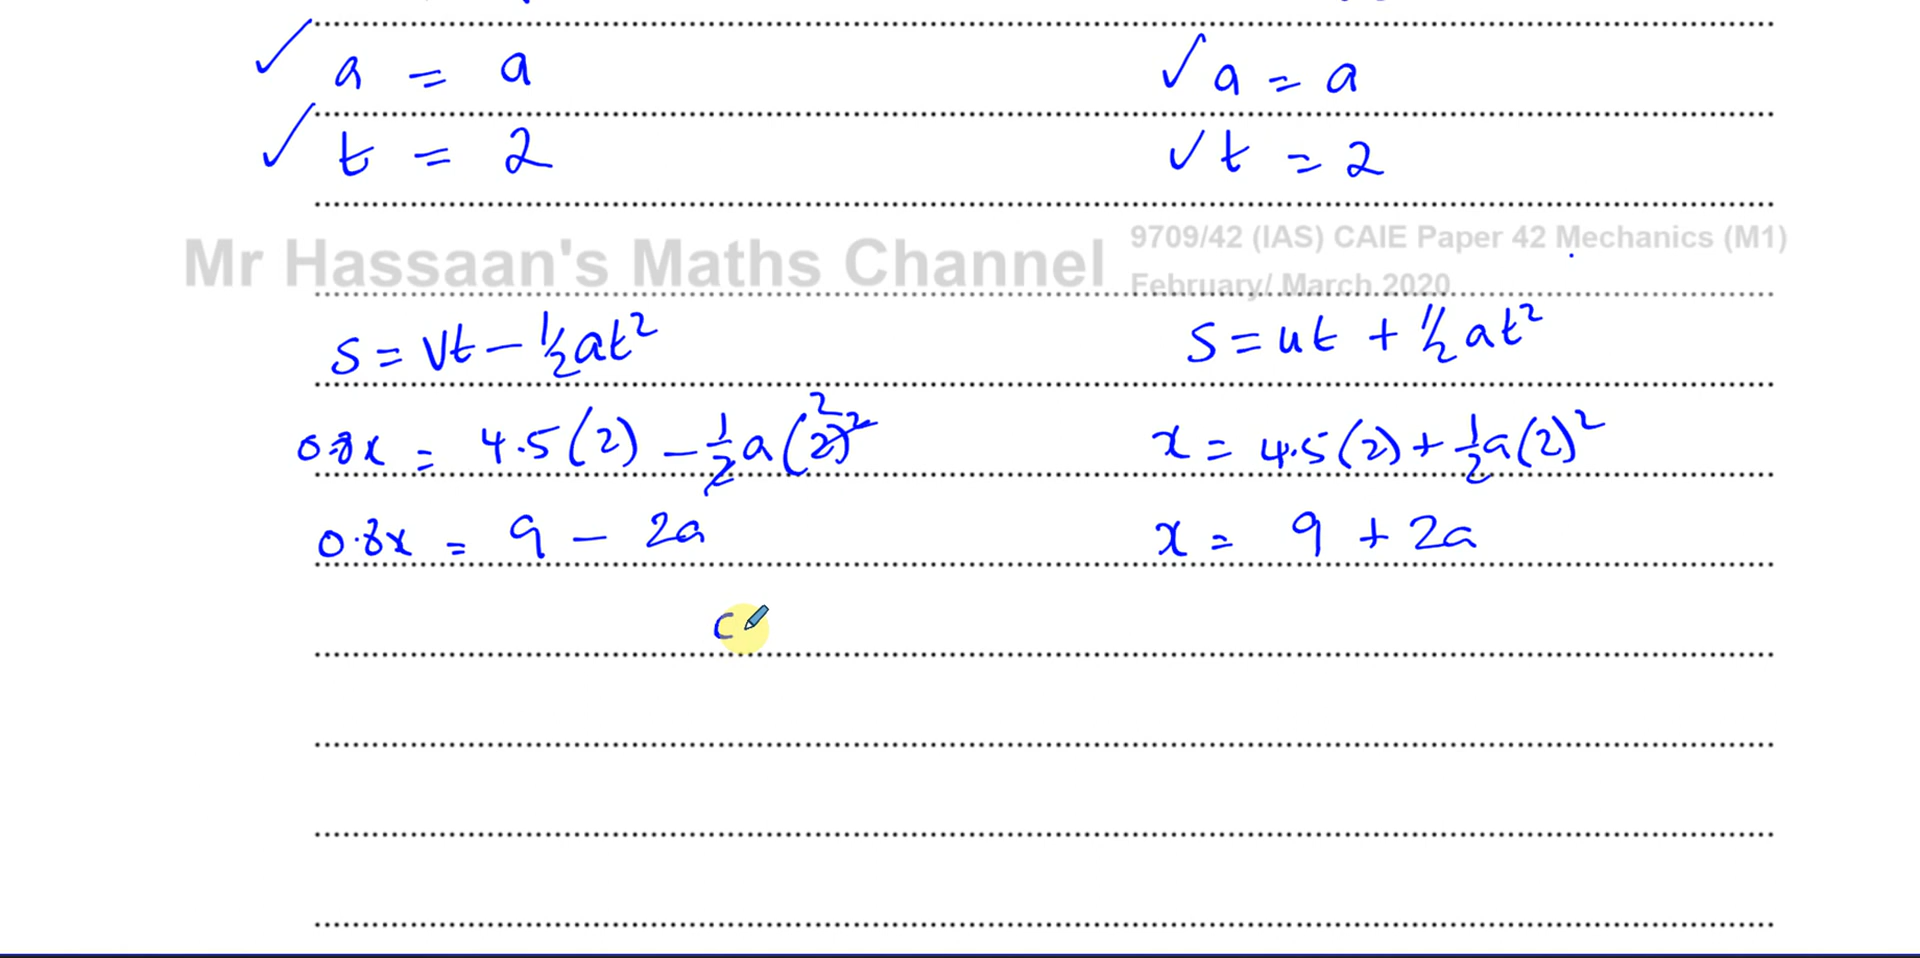 ✓ a = a ✓ a = a
✓ t = 2 ✓ t = 2
Mr Hassaan's Maths Channel 9709/42 (IAS) CAIE Paper 42 Mechanics (M1)
February/ March 2020
s = vt - ½at² s = ut + ½at²
0.8x = 4.5(2) - ½a(2)² 2 x = 4.5(2) + ½a(2)²
0.8x = 9 - 2a x = 9 + 2a